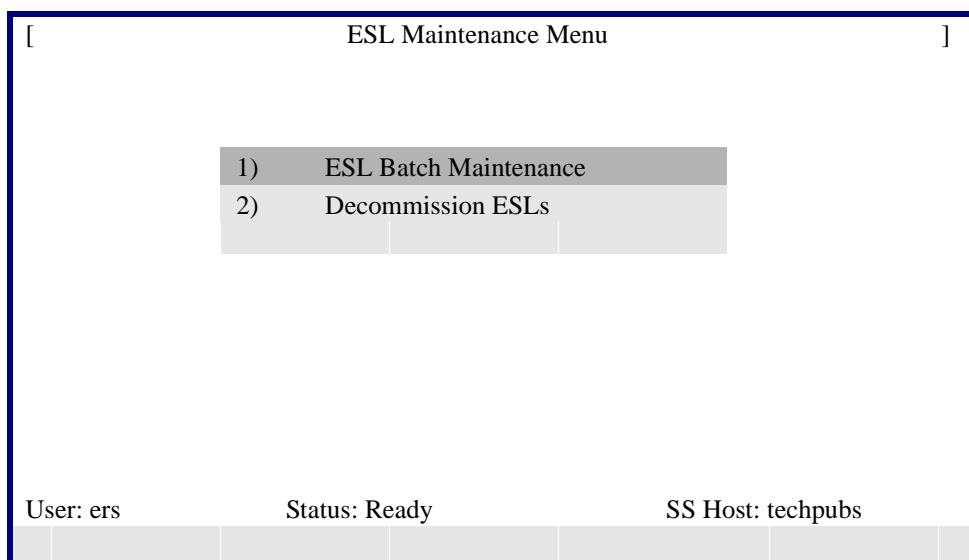 [ ESL Maintenance Menu ]
1) ESL Batch Maintenance
2) Decommission ESLs
User: ers Status: Ready SS Host: techpubs